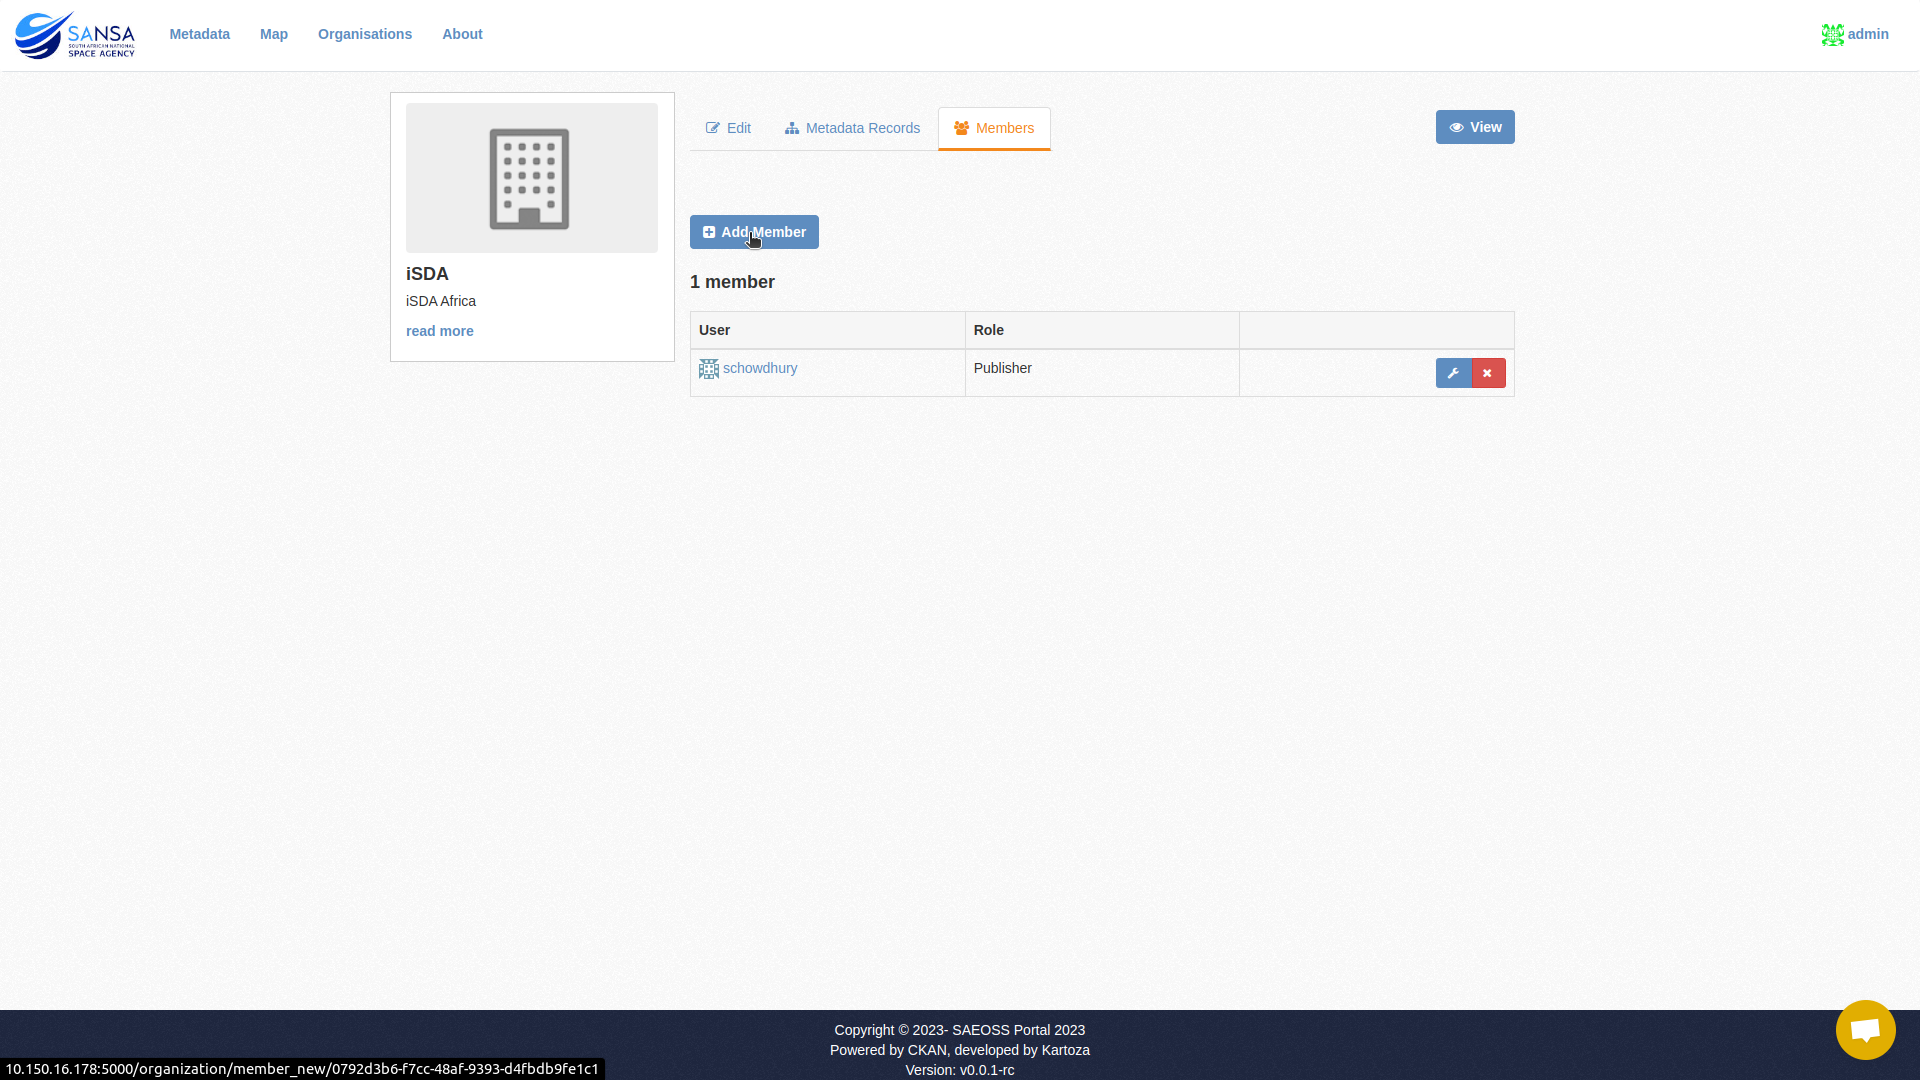 SANSA
SOUTH AFRICAN NATIONAL
SPACE AGENCY
Metadata
Map
Organisations
About
admin
Edit
Metadata Records
Members
View
Add Member
iSDA
iSDA Africa
read more
1 member
User
Role
schowdhury
Publisher
Copyright © 2023- SAEOSS Portal 2023
Powered by CKAN, developed by Kartoza
Version: v0.0.1-rc
10.150.16.178:5000/organization/member_new/0792d3b6-f7cc-48af-9393-d4fbdb9fe1c1